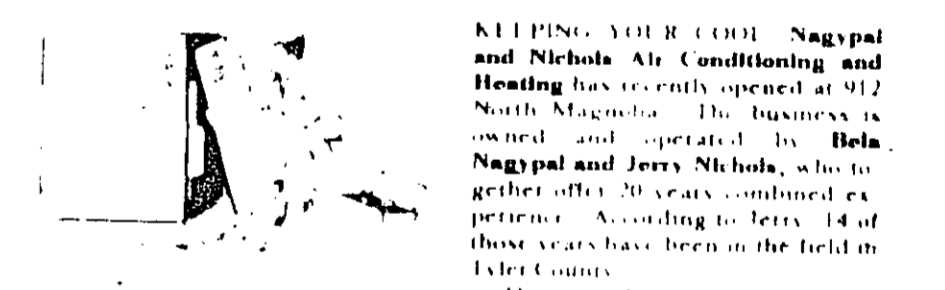 KEEPING YOUR COOL Nagypal
and Nichols Air Conditioning and
Heating has recently opened at 912
North Magnolia. The business is
owned and operated by Bela
Nagypal and Jerry Nichols, who to-
gether offer 20 years combined ex-
perience. According to Jerry, 14 of
those years have been in the field in
Tyler County.